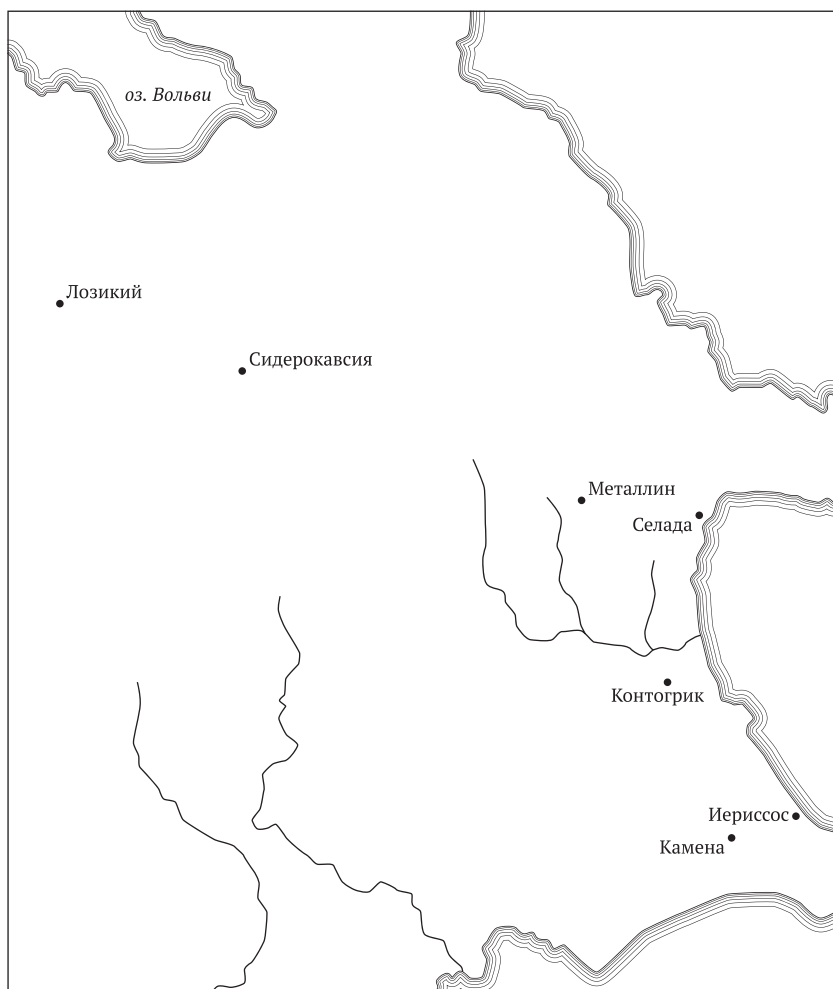 оз. Вольви
Лозикий
Сидерокавсия
Металлин
Селада
Контогрик
Иериссос
Камена